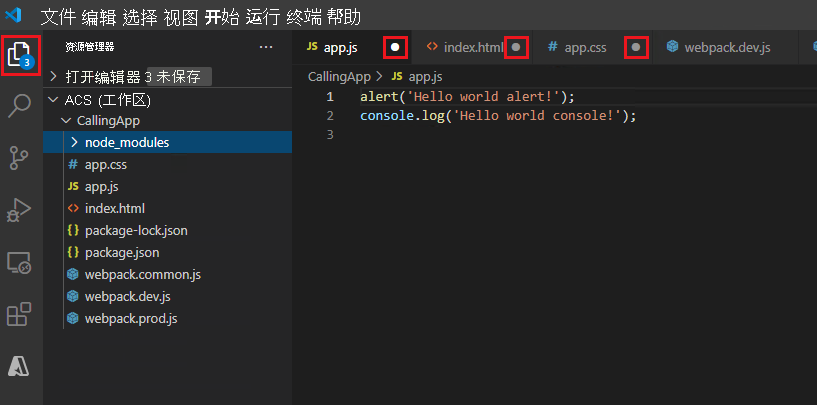 文件 编辑 选择 视图 开始 运行 终端 帮助
资源管理器 ···
3
打开编辑器 3 未保存
ACS (工作区)
CallingApp
node_modules
# app.css
JS app.js
<> index.html
{} package-lock.json
{} package.json
webpack.common.js
webpack.dev.js
webpack.prod.js
JS app.js
<> index.html
# app.css
webpack.dev.js
CallingApp > JS app.js
1 alert('Hello world alert!');
2 console.log('Hello world console!');
3